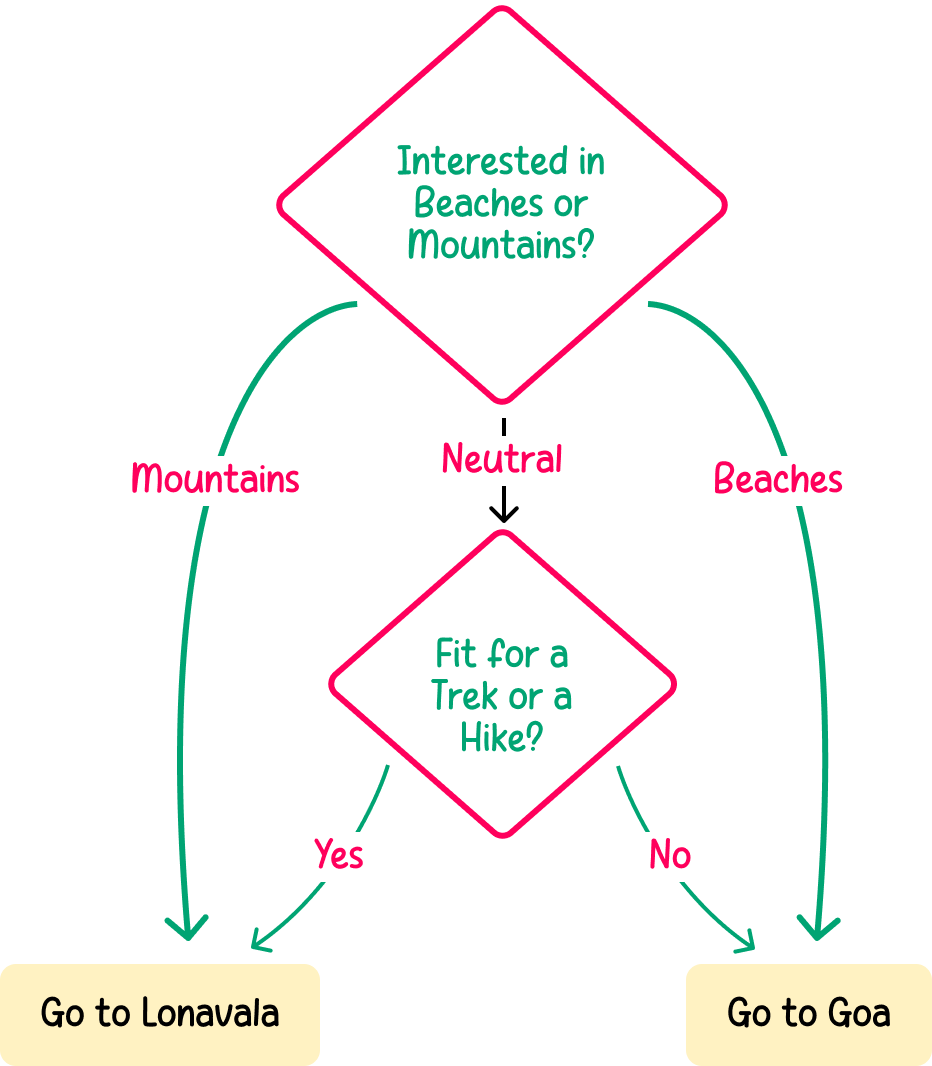 Interested in
Beaches or
Mountains?
Neutral
Mountains
Beaches
Fit for a
Trek or a
Hike?
Yes
No
Go to Lonavala
Go to Goa